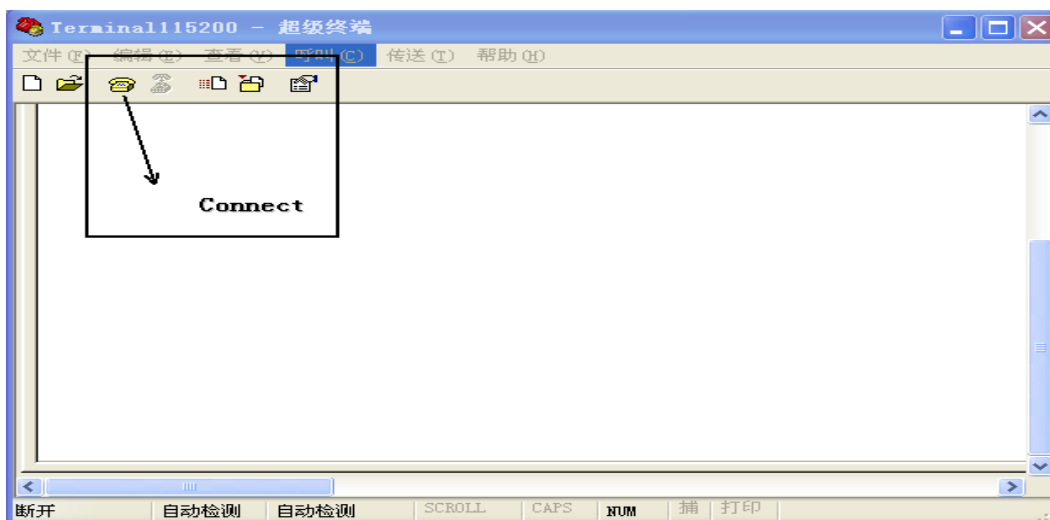 Terminal115200 - 超级终端
文件(F) 编辑(E) 查看(V) 呼叫(C) 传送(T) 帮助(H)
Connect
断开 自动检测 自动检测 SCROLL CAPS NUM 捕 打印